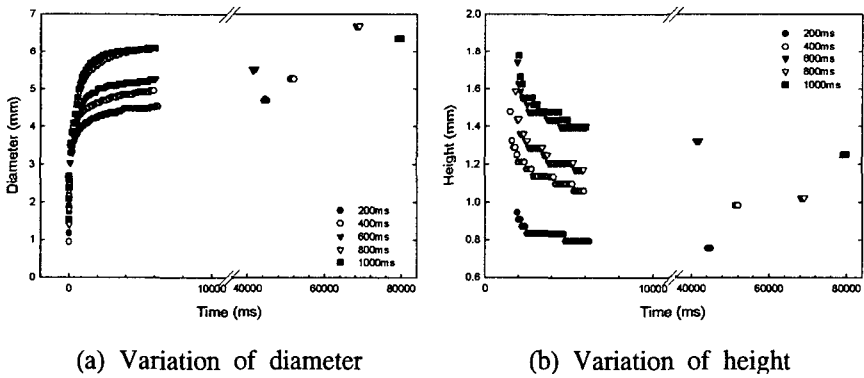 7
6
5
4
3
2
1
0
Diameter (mm)
200ms
400ms
600ms
800ms
1000ms
0 10000 40000 60000 80000
Time (ms)
(a) Variation of diameter
2.0
1.8
1.6
1.4
1.2
1.0
0.8
0.6
Height (mm)
200ms
400ms
600ms
800ms
1000ms
0 10000 40000 60000 80000
Time (ms)
(b) Variation of height